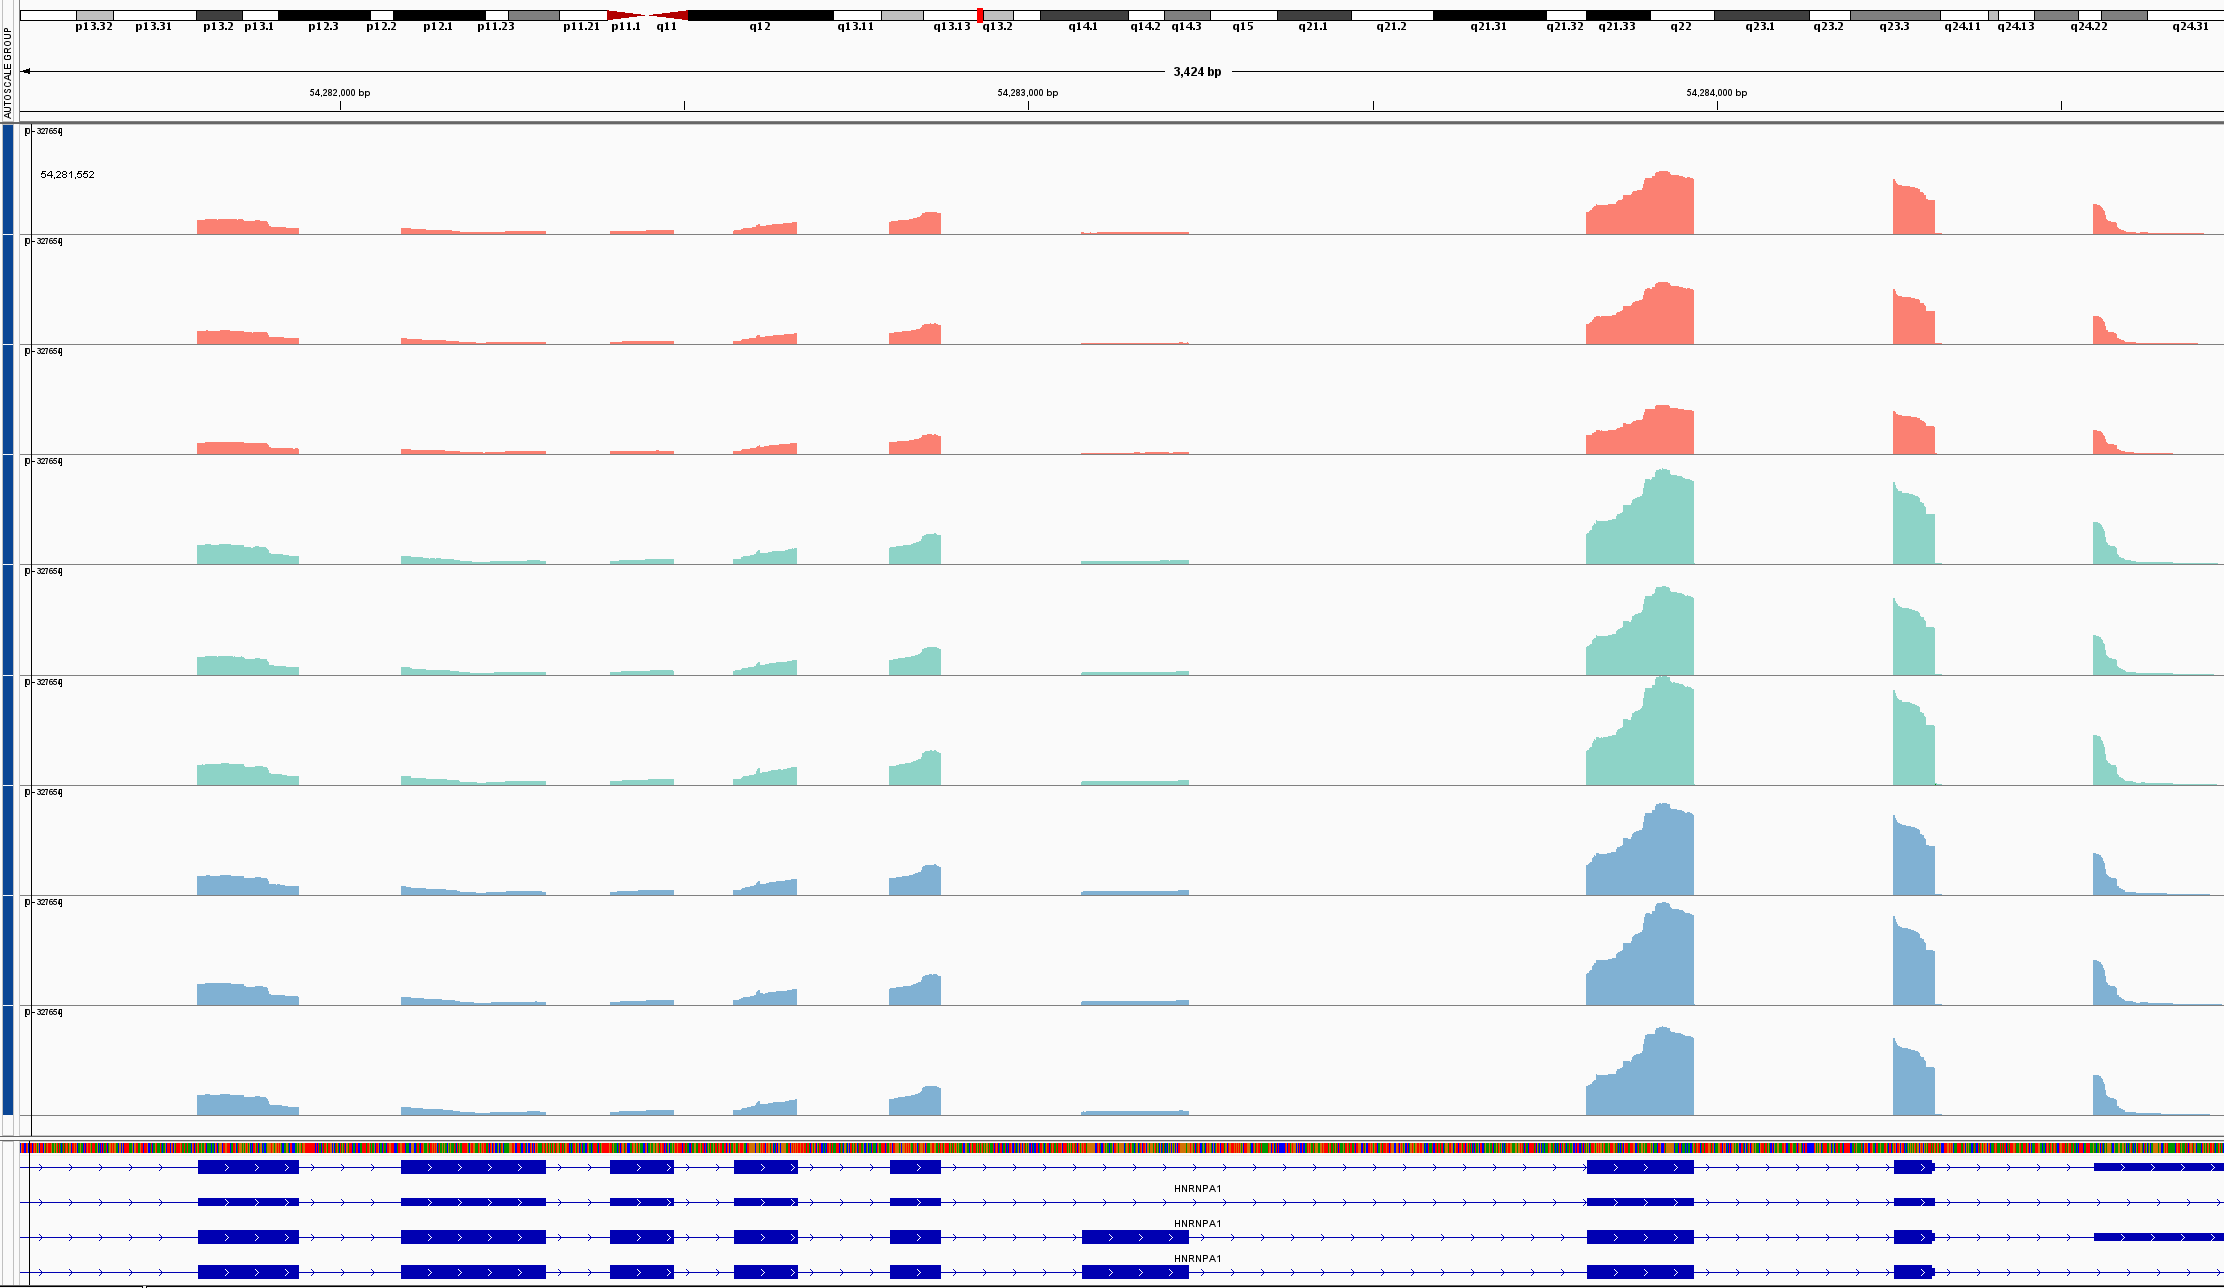 p13.32 p13.31 p13.2 p13.1 p12.3 p12.2 p12.1 p11.23 p11.21 p11.1 q11 q12 q13.11 q13.13 q13.2 q14.1 q14.2 q14.3 q15 q21.1 q21.2 q21.31 q21.32 q21.33 q22 q23.1 q23.2 q23.3 q24.11 q24.13 q24.22 q24.31
AUTOSCALE GROUP
3,424 bp
54,282,000 bp 54,283,000 bp 54,284,000 bp
54,281,552
HNRNPA1
HNRNPA1
HNRNPA1